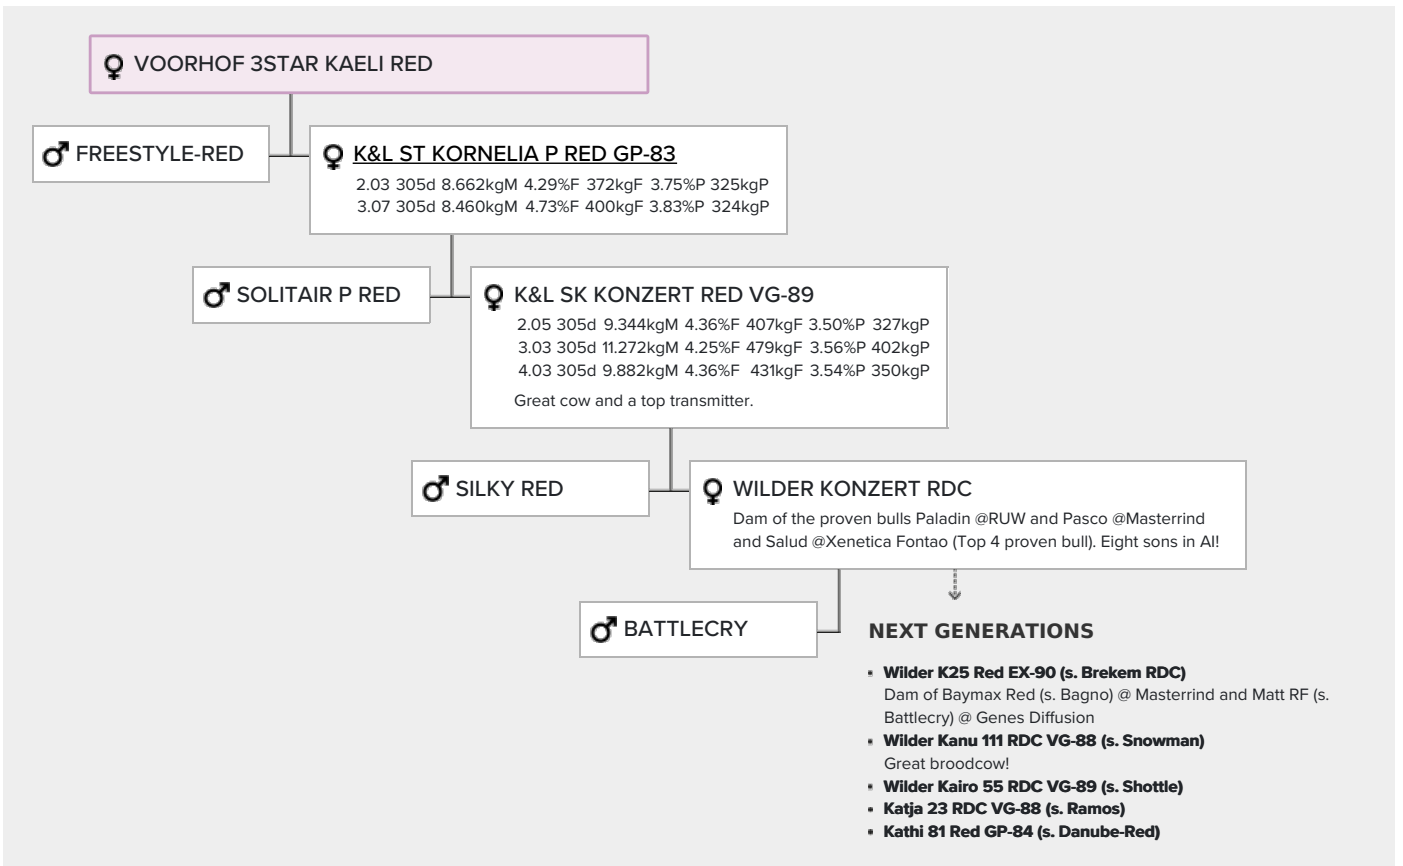 VOORHOF 3STAR KAELI RED
FREESTYLE-RED
K&L ST KORNELIA P RED GP-83
2.03 305d 8.662kgM 4.29%F 372kgF 3.75%P 325kgP
3.07 305d 8.460kgM 4.73%F 400kgF 3.83%P 324kgP
SOLITAIR P RED
K&L SK KONZERT RED VG-89
2.05 305d 9.344kgM 4.36%F 407kgF 3.50%P 327kgP
3.03 305d 11.272kgM 4.25%F 479kgF 3.56%P 402kgP
4.03 305d 9.882kgM 4.36%F 431kgF 3.54%P 350kgP
Great cow and a top transmitter.
SILKY RED
WILDER KONZERT RDC
Dam of the proven bulls Paladin @RUW and Pasco @Masterrind
and Salud @Xenetica Fontao (Top 4 proven bull). Eight sons in AI!
BATTLECRY
NEXT GENERATIONS
Wilder K25 Red EX-90 (s. Brekem RDC)
Dam of Baymax Red (s. Bagno) @ Masterrind and Matt RF (s.
Battlecry) @ Genes Diffusion
Wilder Kanu 111 RDC VG-88 (s. Snowman)
Great broodcow!
Wilder Kairo 55 RDC VG-89 (s. Shottle)
Katja 23 RDC VG-88 (s. Ramos)
Kathi 81 Red GP-84 (s. Danube-Red)